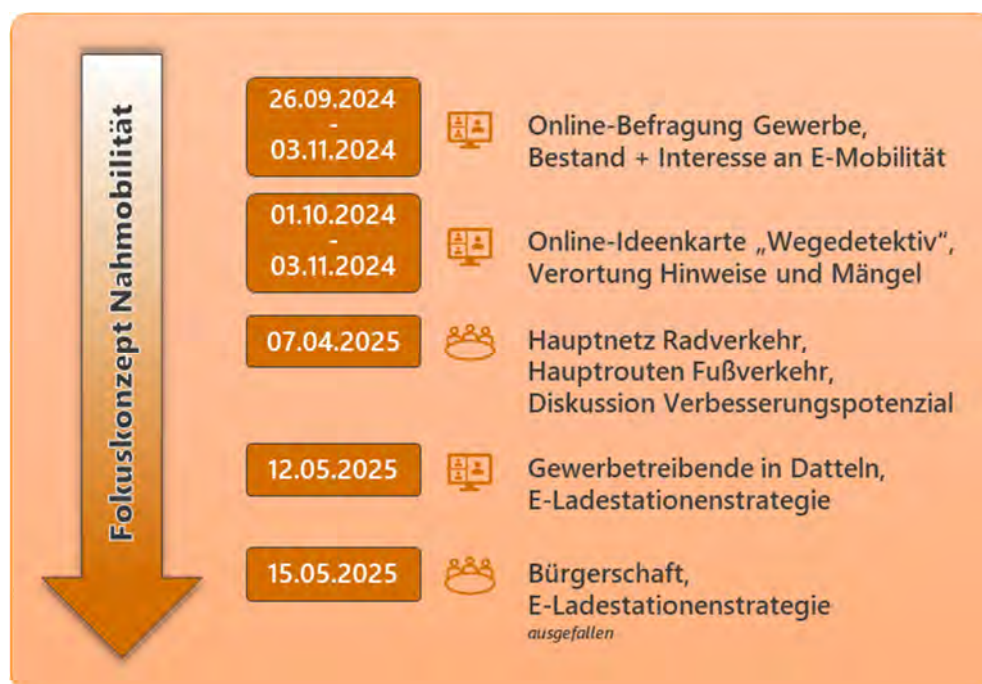 Fokuskonzept Nahmobilität
26.09.2024
-
03.11.2024
Online-Befragung Gewerbe,
Bestand + Interesse an E-Mobilität
01.10.2024
-
03.11.2024
Online-Ideenkarte „Wegedetektiv“,
Verortung Hinweise und Mängel
07.04.2025
Hauptnetz Radverkehr,
Hauptrouten Fußverkehr,
Diskussion Verbesserungspotenzial
12.05.2025
Gewerbetreibende in Datteln,
E-Ladestationenstrategie
15.05.2025
Bürgerschaft,
E-Ladestationenstrategie
ausgefallen